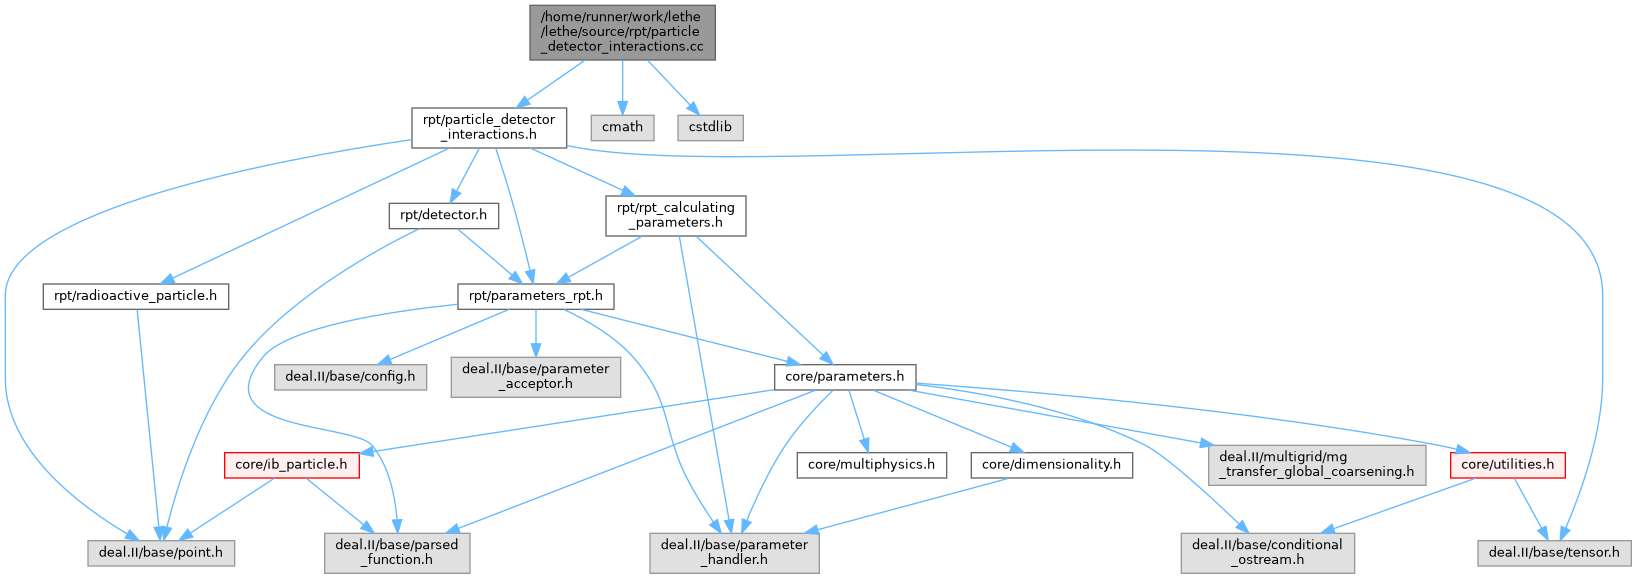 /home/runner/work/lethe
/lethe/source/rpt/particle
_detector_interactions.cc
rpt/particle_detector
_interactions.h
cmath
cstdlib
rpt/detector.h
rpt/rpt_calculating
_parameters.h
rpt/radioactive_particle.h
rpt/parameters_rpt.h
deal.II/base/config.h
deal.II/base/parameter
_acceptor.h
core/parameters.h
core/ib_particle.h
core/multiphysics.h
core/dimensionality.h
deal.II/multigrid/mg
_transfer_global_coarsening.h
core/utilities.h
deal.II/base/point.h
deal.II/base/parsed
_function.h
deal.II/base/parameter
_handler.h
deal.II/base/conditional
_ostream.h
deal.II/base/tensor.h